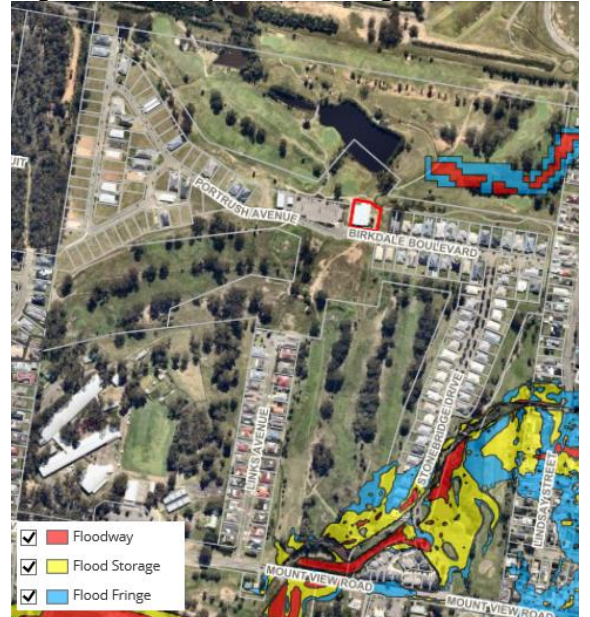 UIT
PORTRUSH AVENUE
BIRKDALE BOULEVARD
LINKS AVENUE
STONEBRIDGE DRIVE
LINDSAY STREET
MOUNT VIEW ROAD
MOUNT VIEW ROAD
Floodway
Flood Storage
Flood Fringe